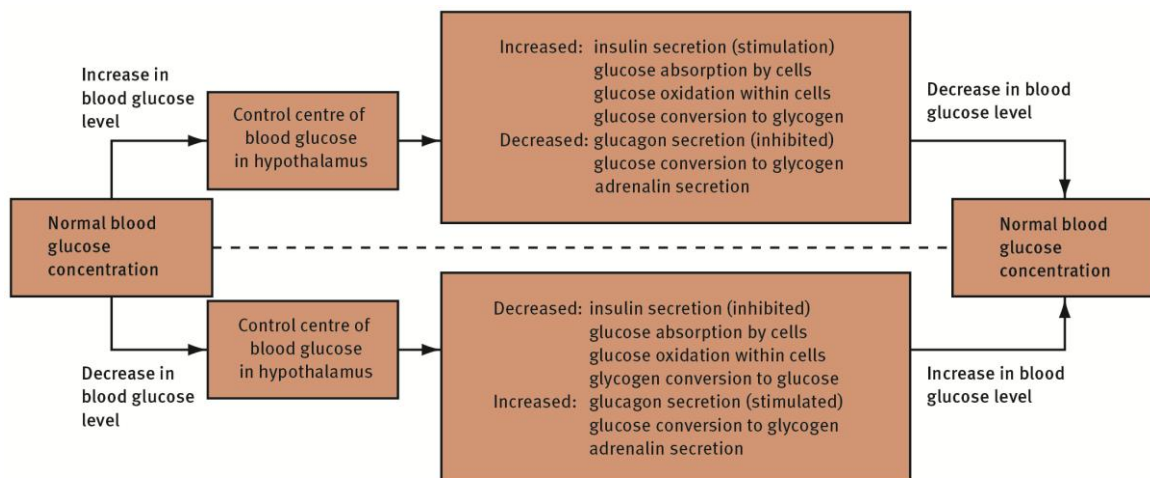 Increase in
blood glucose
level
Control centre of
blood glucose
in hypothalamus
Increased: insulin secretion (stimulation)
glucose absorption by cells
glucose oxidation within cells
glucose conversion to glycogen
Decreased: glucagon secretion (inhibited)
glucose conversion to glycogen
adrenalin secretion
Decrease in blood
glucose level
Normal blood
glucose
concentration
Normal blood
glucose
concentration
Decrease in
blood glucose
level
Control centre of
blood glucose
in hypothalamus
Decreased: insulin secretion (inhibited)
glucose absorption by cells
glucose oxidation within cells
glycogen conversion to glucose
Increased: glucagon secretion (stimulated)
glucose conversion to glycogen
adrenalin secretion
Increase in blood
glucose level